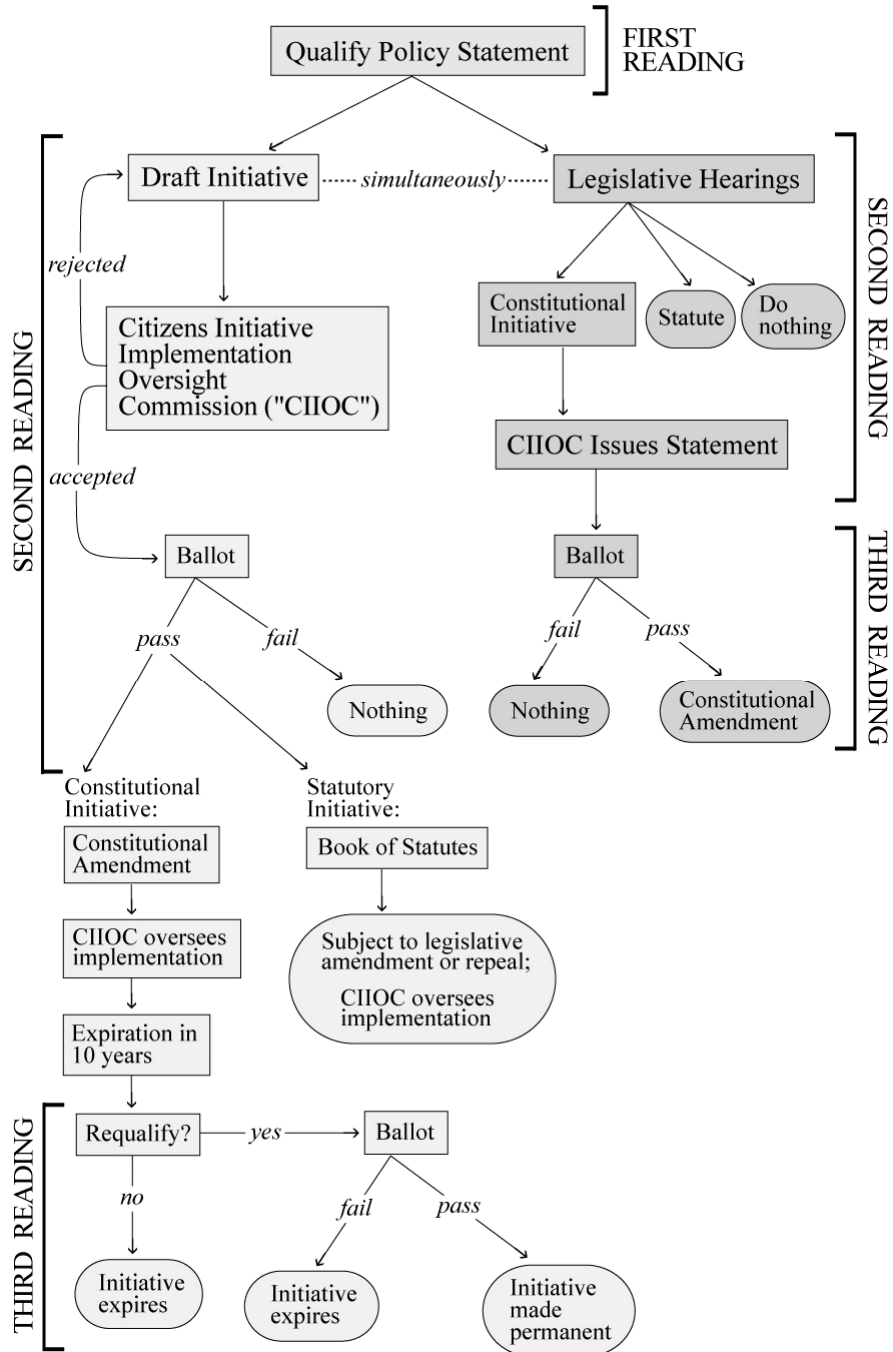 Qualify Policy Statement
FIRST
READING
Draft Initiative
simultaneously
Legislative Hearings
rejected
Citizens Initiative
Implementation
Oversight
Commission ("CIIOC")
accepted
SECOND READING
Constitutional
Initiative
Statute
Do
nothing
CIIOC Issues Statement
SECOND READING
Ballot
pass
fail
Nothing
Ballot
fail
pass
Nothing
Constitutional
Amendment
THIRD READING
Constitutional
Initiative:
Constitutional
Amendment
CIIOC oversees
implementation
Expiration in
10 years
Statutory
Initiative:
Book of Statutes
Subject to legislative
amendment or repeal;
CIIOC oversees
implementation
THIRD READING
Requalify?
yes
Ballot
no
fail
pass
Initiative
expires
Initiative
expires
Initiative
made
permanent